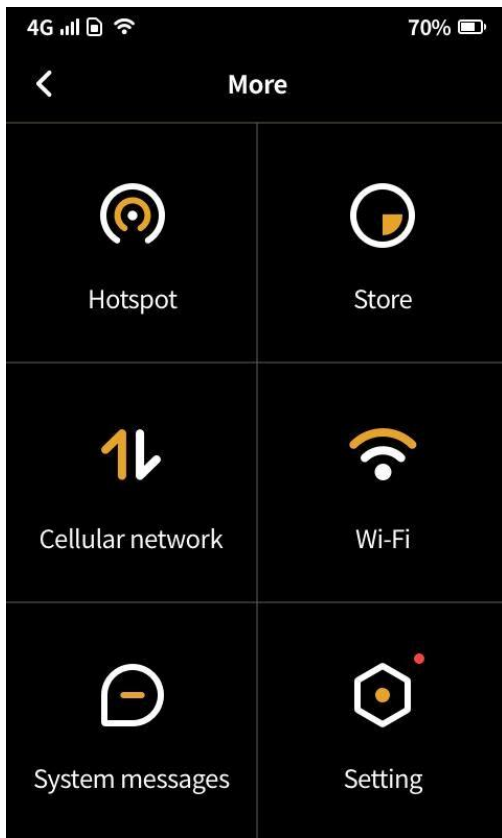 4G 70%
More
Hotspot Store
Cellular network Wi-Fi
System messages Setting